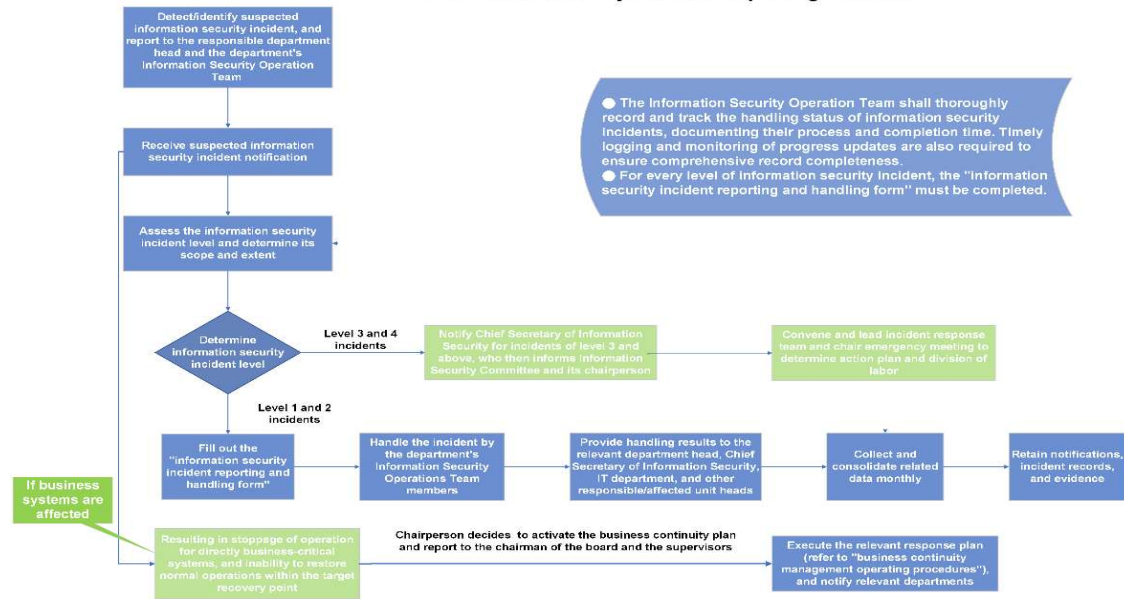 Detect/identify suspected
information security incident, and
report to the responsible department
head and the department's
Information Security Operation
Team
● The Information Security Operation Team shall thoroughly
record and track the handling status of information security
incidents, documenting their process and completion time. Timely
logging and monitoring of progress updates are also required to
ensure comprehensive record completeness.
● For every level of information security incident, the "information
security incident reporting and handling form" must be completed.
Receive suspected information
security incident notification
Assess the information security
incident level and determine its
scope and extent
Determine
information security
incident level
Level 3 and 4
incidents
Notify Chief Secretary of Information
Security for incidents of level 3 and
above, who then informs Information
Security Committee and its chairperson
Convene and lead incident response
team and chair emergency meeting to
determine action plan and division of
labor
Level 1 and 2
incidents
Fill out the
"information security
incident reporting and
handling form"
Handle the incident by
the department's
Information Security
Operations Team
members
Provide handling results to the
relevant department head, Chief
Secretary of Information Security,
IT department, and other
responsible/affected unit heads
Collect and
consolidate related
data monthly
Retain notifications,
incident records,
and evidence
If business
systems are
affected
Resulting in stoppage of operation
for directly business-critical
systems, and inability to restore
normal operations within the target
recovery point
Chairperson decides to activate the business continuity plan
and report to the chairman of the board and the supervisors
Execute the relevant response plan
(refer to "business continuity
management operating procedures"),
and notify relevant departments